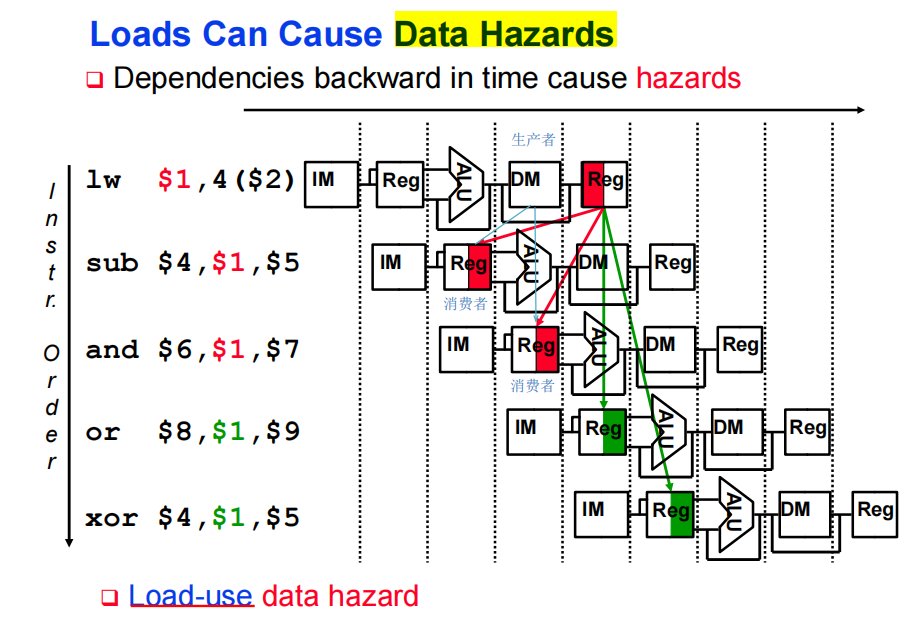 Loads Can Cause Data Hazards
❑ Dependencies backward in time cause hazards
生产者
Instr. Order
lw $1,4($2) IM Reg ALU DM Reg
sub $4,$1,$5 IM Reg ALU DM Reg
消费者
and $6,$1,$7 IM Reg ALU DM Reg
消费者
or $8,$1,$9 IM Reg ALU DM Reg
xor $4,$1,$5 IM Reg ALU DM Reg
❑ Load-use data hazard